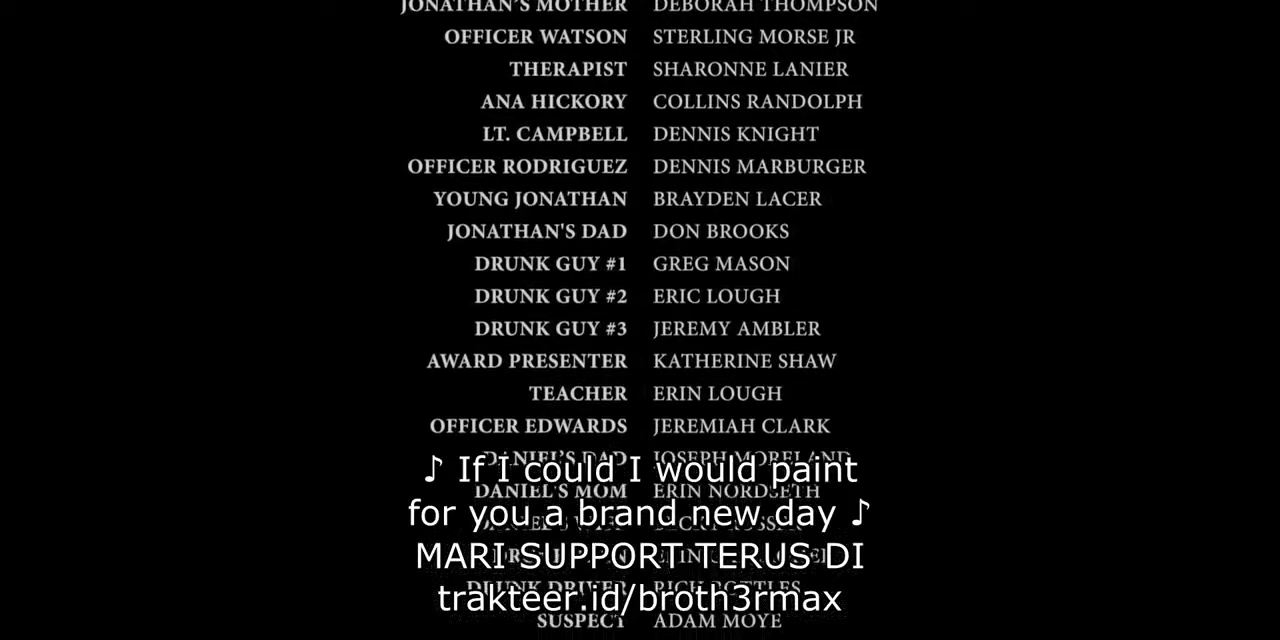 JONATHAN'S MOTHER DEBORAH THOMPSON
OFFICER WATSON STERLING MORSE JR
THERAPIST SHARONNE LANIER
ANA HICKORY COLLINS RANDOLPH
LT. CAMPBELL DENNIS KNIGHT
OFFICER RODRIGUEZ DENNIS MARBURGER
YOUNG JONATHAN BRAYDEN LACER
JONATHAN'S DAD DON BROOKS
DRUNK GUY #1 GREG MASON
DRUNK GUY #2 ERIC LOUGH
DRUNK GUY #3 JEREMY AMBLER
AWARD PRESENTER KATHERINE SHAW
TEACHER ERIN LOUGH
OFFICER EDWARDS JEREMIAH CLARK
DANIEL'S DAD JOSEPH MORELAND
♪ If I could I would paint
DANIEL'S MOM ERIN NORDSETH
for you a brand new day ♪
MARI SUPPORT TERUS DI
DRUNK DRIVER RICH
trakteer.id/broth3rmax
SUSPECT ADAM MOYE